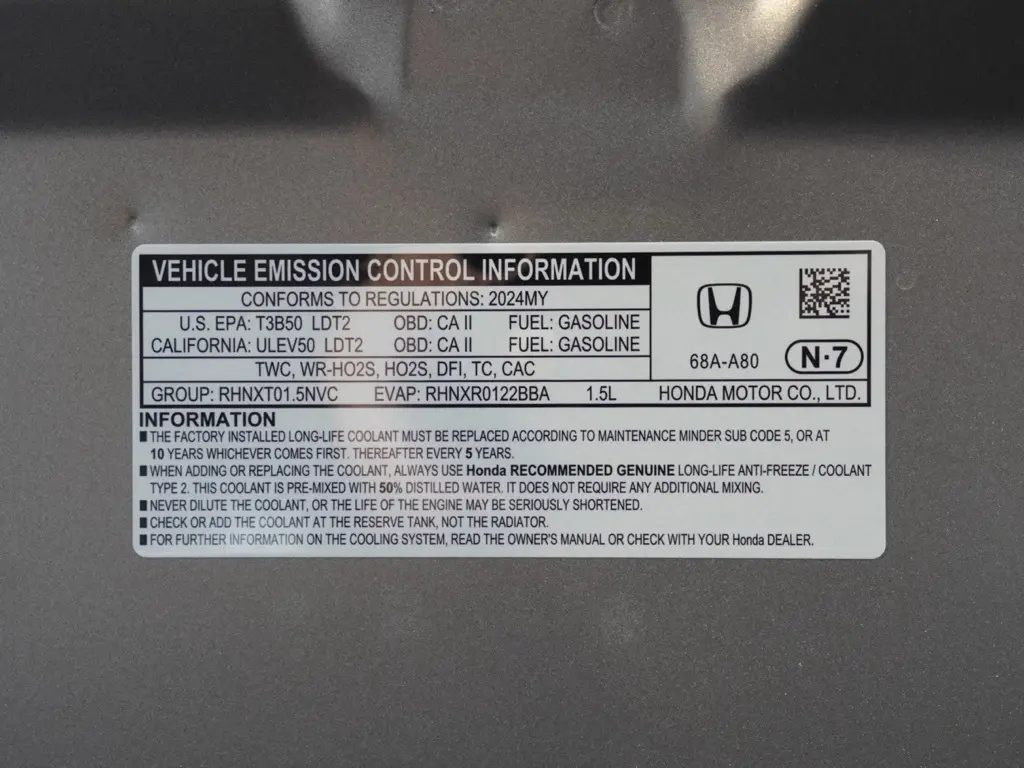 VEHICLE EMISSION CONTROL INFORMATION
CONFORMS TO REGULATIONS: 2024MY
U.S. EPA: T3B50 LDT2 OBD: CA II FUEL: GASOLINE
CALIFORNIA: ULEV50 LDT2 OBD: CA II FUEL: GASOLINE
TWC, WR-HO2S, HO2S, DFI, TC, CAC
68A-A80 N·7
GROUP: RHNXT01.5NVC EVAP: RHNXR0122BBA 1.5L HONDA MOTOR CO., LTD.
INFORMATION
■ THE FACTORY INSTALLED LONG-LIFE COOLANT MUST BE REPLACED ACCORDING TO MAINTENANCE MINDER SUB CODE 5, OR AT
10 YEARS WHICHEVER COMES FIRST. THEREAFTER EVERY 5 YEARS.
■ WHEN ADDING OR REPLACING THE COOLANT, ALWAYS USE Honda RECOMMENDED GENUINE LONG-LIFE ANTI-FREEZE / COOLANT
TYPE 2. THIS COOLANT IS PRE-MIXED WITH 50% DISTILLED WATER. IT DOES NOT REQUIRE ANY ADDITIONAL MIXING.
■ NEVER DILUTE THE COOLANT, OR THE LIFE OF THE ENGINE MAY BE SERIOUSLY SHORTENED.
■ CHECK OR ADD THE COOLANT AT THE RESERVE TANK, NOT THE RADIATOR.
■ FOR FURTHER INFORMATION ON THE COOLING SYSTEM, READ THE OWNER'S MANUAL OR CHECK WITH YOUR Honda DEALER.